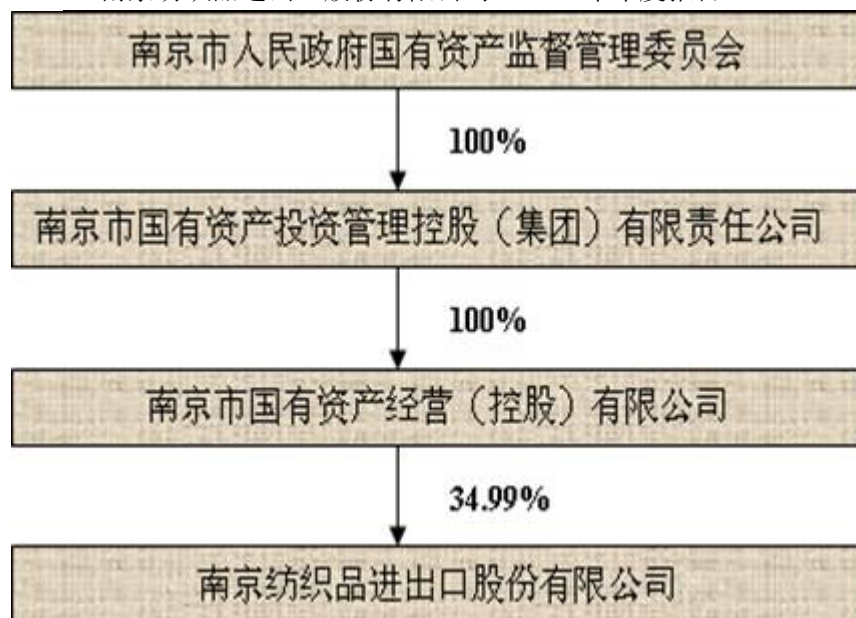 南京市人民政府国有资产监督管理委员会
100%
南京市国有资产投资管理控股（集团）有限责任公司
100%
南京市国有资产经营（控股）有限公司
34.99%
南京纺织品进出口股份有限公司